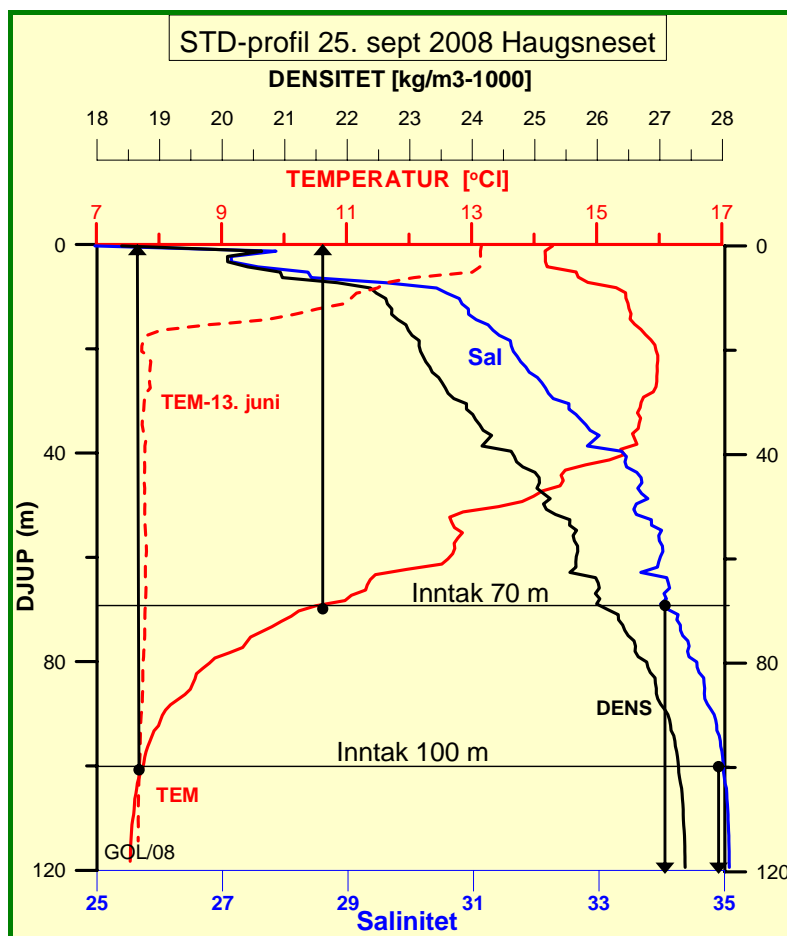 STD-profil 25. sept 2008 Haugsneset
DENSITET [kg/m3-1000]
18 19 20 21 22 23 24 25 26 27 28
TEMPERATUR [oCl]
7 9 11 13 15 17
0 0
Sal
TEM-13. juni
40 40
DJUP (m)
Inntak 70 m
80 80
DENS
Inntak 100 m
TEM
GOL/08
120 120
25 27 29 31 33 35
Salinitet